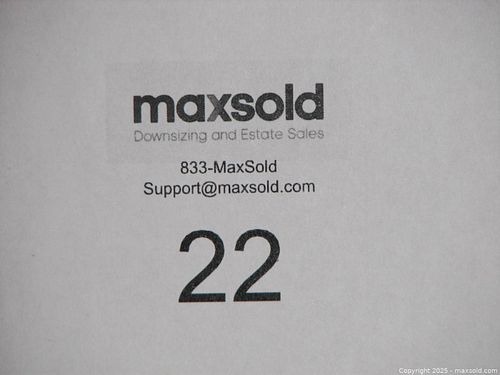 maxsold
Downsizing and Estate Sales
833-MaxSold
Support@maxsold.com
22
Copyright 2025 - maxsold.com